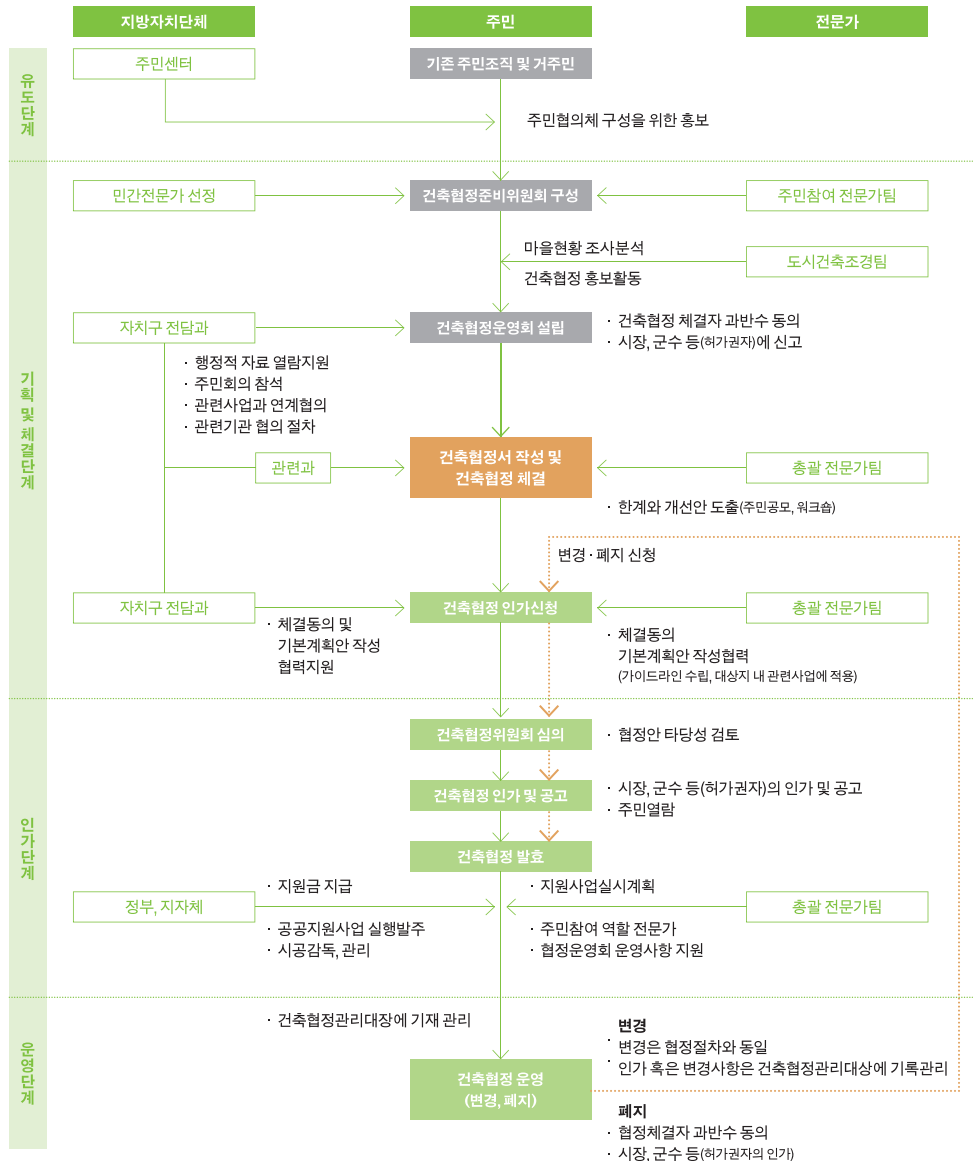 지방자치단체
주민
전문가
유도단계
주민센터
기존 주민조직 및 거주민
주민협의체 구성을 위한 홍보
기획 및 체결단계
민간전문가 선정
건축협정준비위원회 구성
주민참여 전문가팀
마을현황 조사분석
건축협정 홍보활동
도시건축조경팀
자치구 전담과
건축협정운영회 설립
· 건축협정 체결자 과반수 동의
· 시장, 군수 등(허가권자)에 신고
· 행정적 자료 열람지원
· 주민회의 참석
· 관련사업과 연계협의
· 관련기관 협의 절차
관련과
건축협정서 작성 및
건축협정 체결
총괄 전문가팀
· 한계와 개선안 도출(주민공모, 워크숍)
변경 · 폐지 신청
자치구 전담과
건축협정 인가신청
총괄 전문가팀
· 체결동의 및
기본계획안 작성
협력지원
· 체결동의
기본계획안 작성협력
(가이드라인 수립, 대상지 내 관련사업에 적용)
인가단계
건축협정위원회 심의
· 협정안 타당성 검토
건축협정 인가 및 공고
· 시장, 군수 등(허가권자)의 인가 및 공고
· 주민열람
건축협정 발효
· 지원금 지급
· 지원사업실시계획
정부, 지자체
총괄 전문가팀
· 공공지원사업 실행발주
· 시공감독, 관리
· 주민참여 역할 전문가
· 협정운영회 운영사항 지원
운영단계
· 건축협정관리대장에 기재 관리
건축협정 운영
(변경, 폐지)
변경
· 변경은 협정절차와 동일
· 인가 혹은 변경사항은 건축협정관리대상에 기록관리
폐지
· 협정체결자 과반수 동의
· 시장, 군수 등(허가권자의 인가)